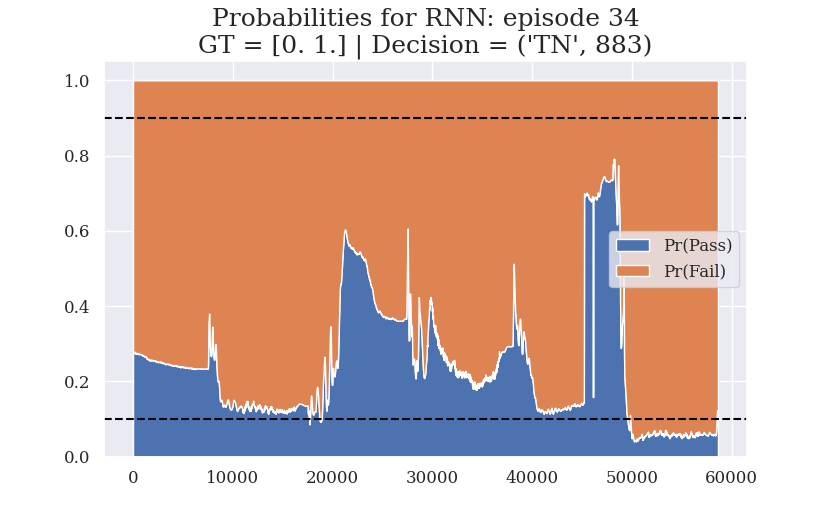 Probabilities for RNN: episode 34
GT = [0. 1.] | Decision = ('TN', 883)
1.0
0.8
0.6
0.4
0.2
0.0
Pr(Pass)
Pr(Fail)
0 10000 20000 30000 40000 50000 60000